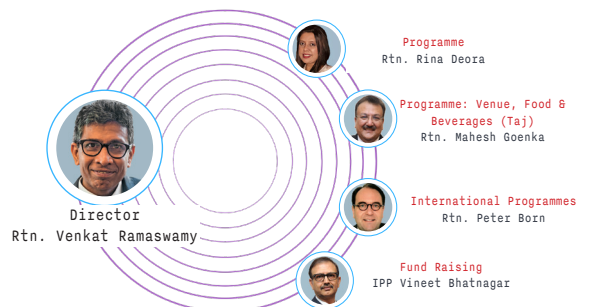 Programme
Rtn. Rina Deora
Programme: Venue, Food &
Beverages (Taj)
Rtn. Mahesh Goenka
Director
Rtn. Venkat Ramaswamy
International Programmes
Rtn. Peter Born
Fund Raising
IPP Vineet Bhatnagar